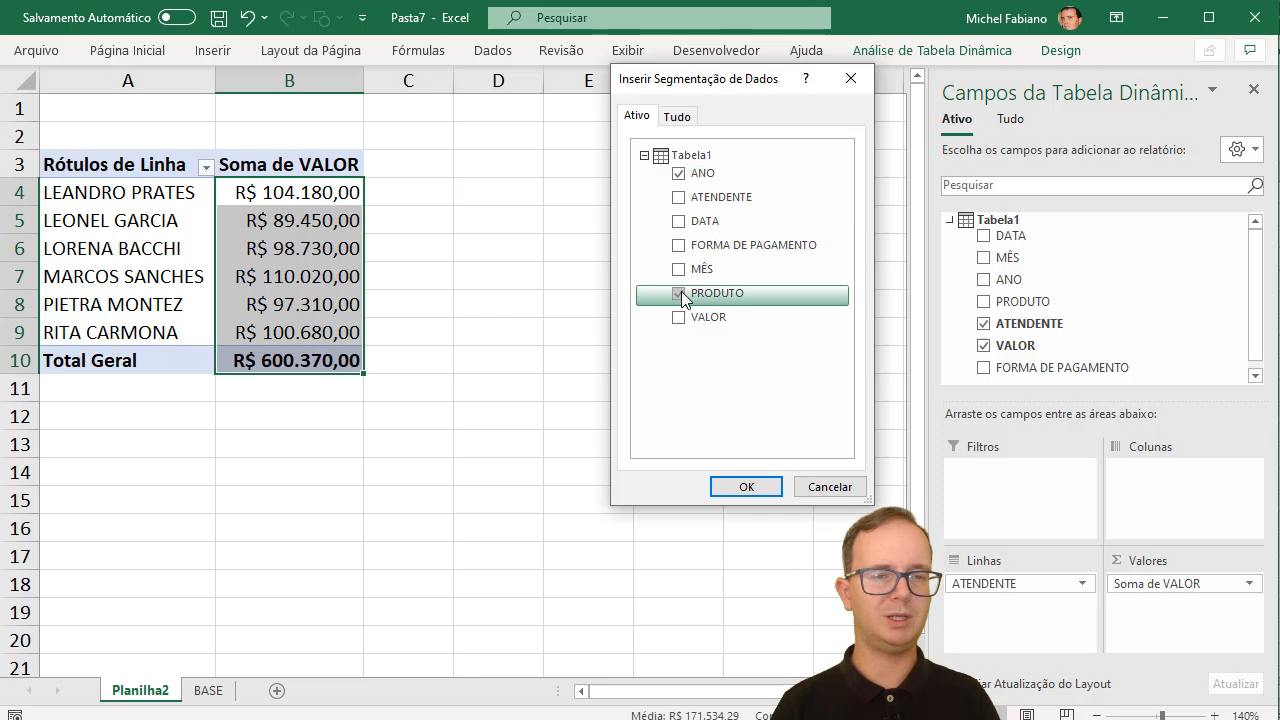 Salvamento Automático
Pasta7 - Excel
Pesquisar
Michel Fabiano
Arquivo Página Inicial Inserir Layout da Página Fórmulas Dados Revisão Exibir Desenvolvedor Ajuda Análise de Tabela Dinâmica Design
A B C D E
1
2
3 Rótulos de Linha Soma de VALOR
4 LEANDRO PRATES R$ 104.180,00
5 LEONEL GARCIA R$ 89.450,00
6 LORENA BACCHI R$ 98.730,00
7 MARCOS SANCHES R$ 110.020,00
8 PIETRA MONTEZ R$ 97.310,00
9 RITA CARMONA R$ 100.680,00
10 Total Geral R$ 600.370,00
11
12
13
14
15
16
17
18
19
20
21
Planilha2 BASE
Média: R$ 171.534,29
140%
Inserir Segmentação de Dados ?
Ativo Tudo
Tabela1
ANO
ATENDENTE
DATA
FORMA DE PAGAMENTO
MÊS
PRODUTO
VALOR
OK Cancelar
Campos da Tabela Dinâmi...
Ativo Tudo
Escolha os campos para adicionar ao relatório:
Pesquisar
Tabela1
DATA
MÊS
ANO
PRODUTO
ATENDENTE
VALOR
FORMA DE PAGAMENTO
Arraste os campos entre as áreas abaixo:
Filtros Colunas
Linhas Σ Valores
ATENDENTE Soma de VALOR
Atualização do Layout Atualizar